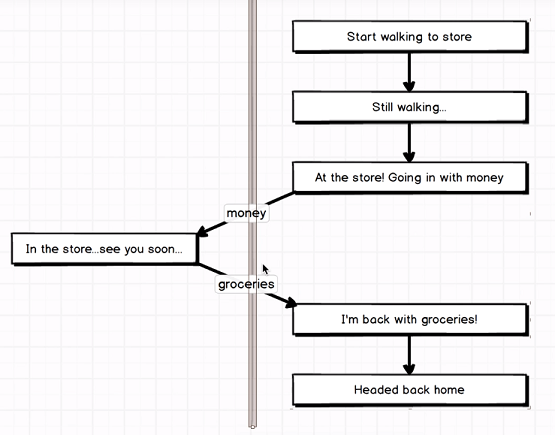 Start walking to store
Still walking...
At the store! Going in with money
money
In the store...see you soon...
groceries
I'm back with groceries!
Headed back home